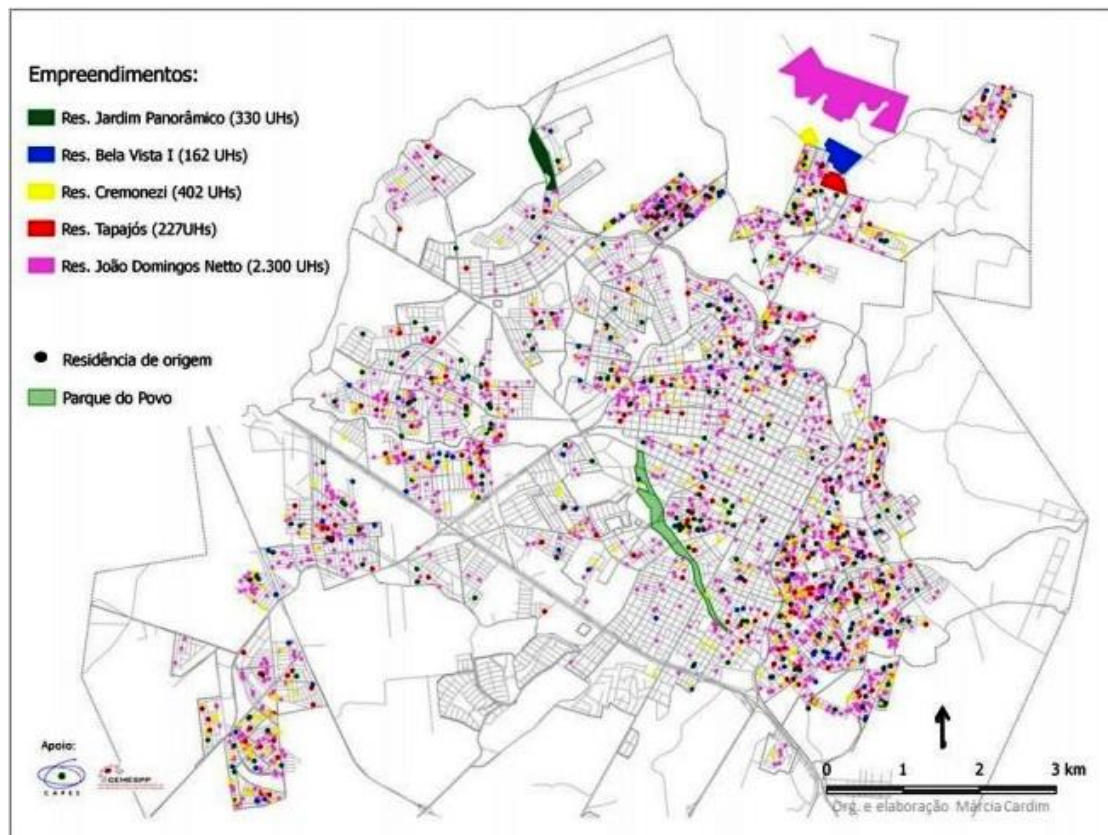 Empreendimentos:
Res. Jardim Panorâmico (330 UHs)
Res. Bela Vista I (162 UHs)
Res. Cremonezi (402 UHs)
Res. Tapajós (227UHs)
Res. João Domingos Netto (2.300 UHs)
Residência de origem
Parque do Povo
Apoio:
CAPES
CEMESPP
0 1 2 3 km
Org. e elaboração Márcia Cardim